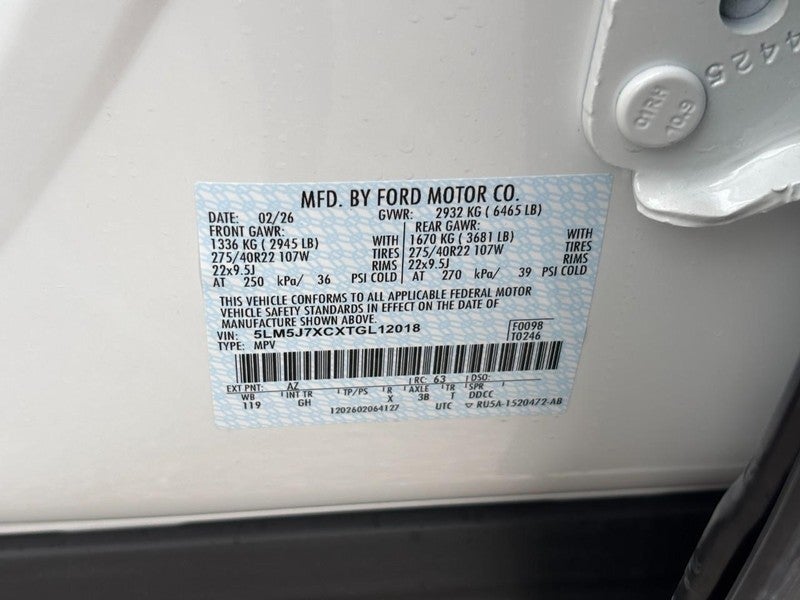 4425
01RH
10.9
MFD. BY FORD MOTOR CO.
DATE: 02/26 GVWR: 2932 KG ( 6465 LB)
FRONT GAWR: REAR GAWR:
1336 KG ( 2945 LB) WITH 1670 KG ( 3681 LB) WITH
275/40R22 107W TIRES 275/40R22 107W TIRES
22x9.5J RIMS 22x9.5J RIMS
AT 250 kPa/ 36 PSI COLD AT 270 kPa/ 39 PSI COLD
THIS VEHICLE CONFORMS TO ALL APPLICABLE FEDERAL MOTOR
VEHICLE SAFETY STANDARDS IN EFFECT ON THE DATE OF
MANUFACTURE SHOWN ABOVE.
VIN: 5LM5J7XCXTGL12018 F0098
TYPE: MPV T0246
EXT PNT: AZ RC: 63 DSO:
WB INT TR TP/PS R AXLE TR SPR
119 GH X 3B T DDCC
1202602064127 UTC ▽ RU5A-1520472-AB